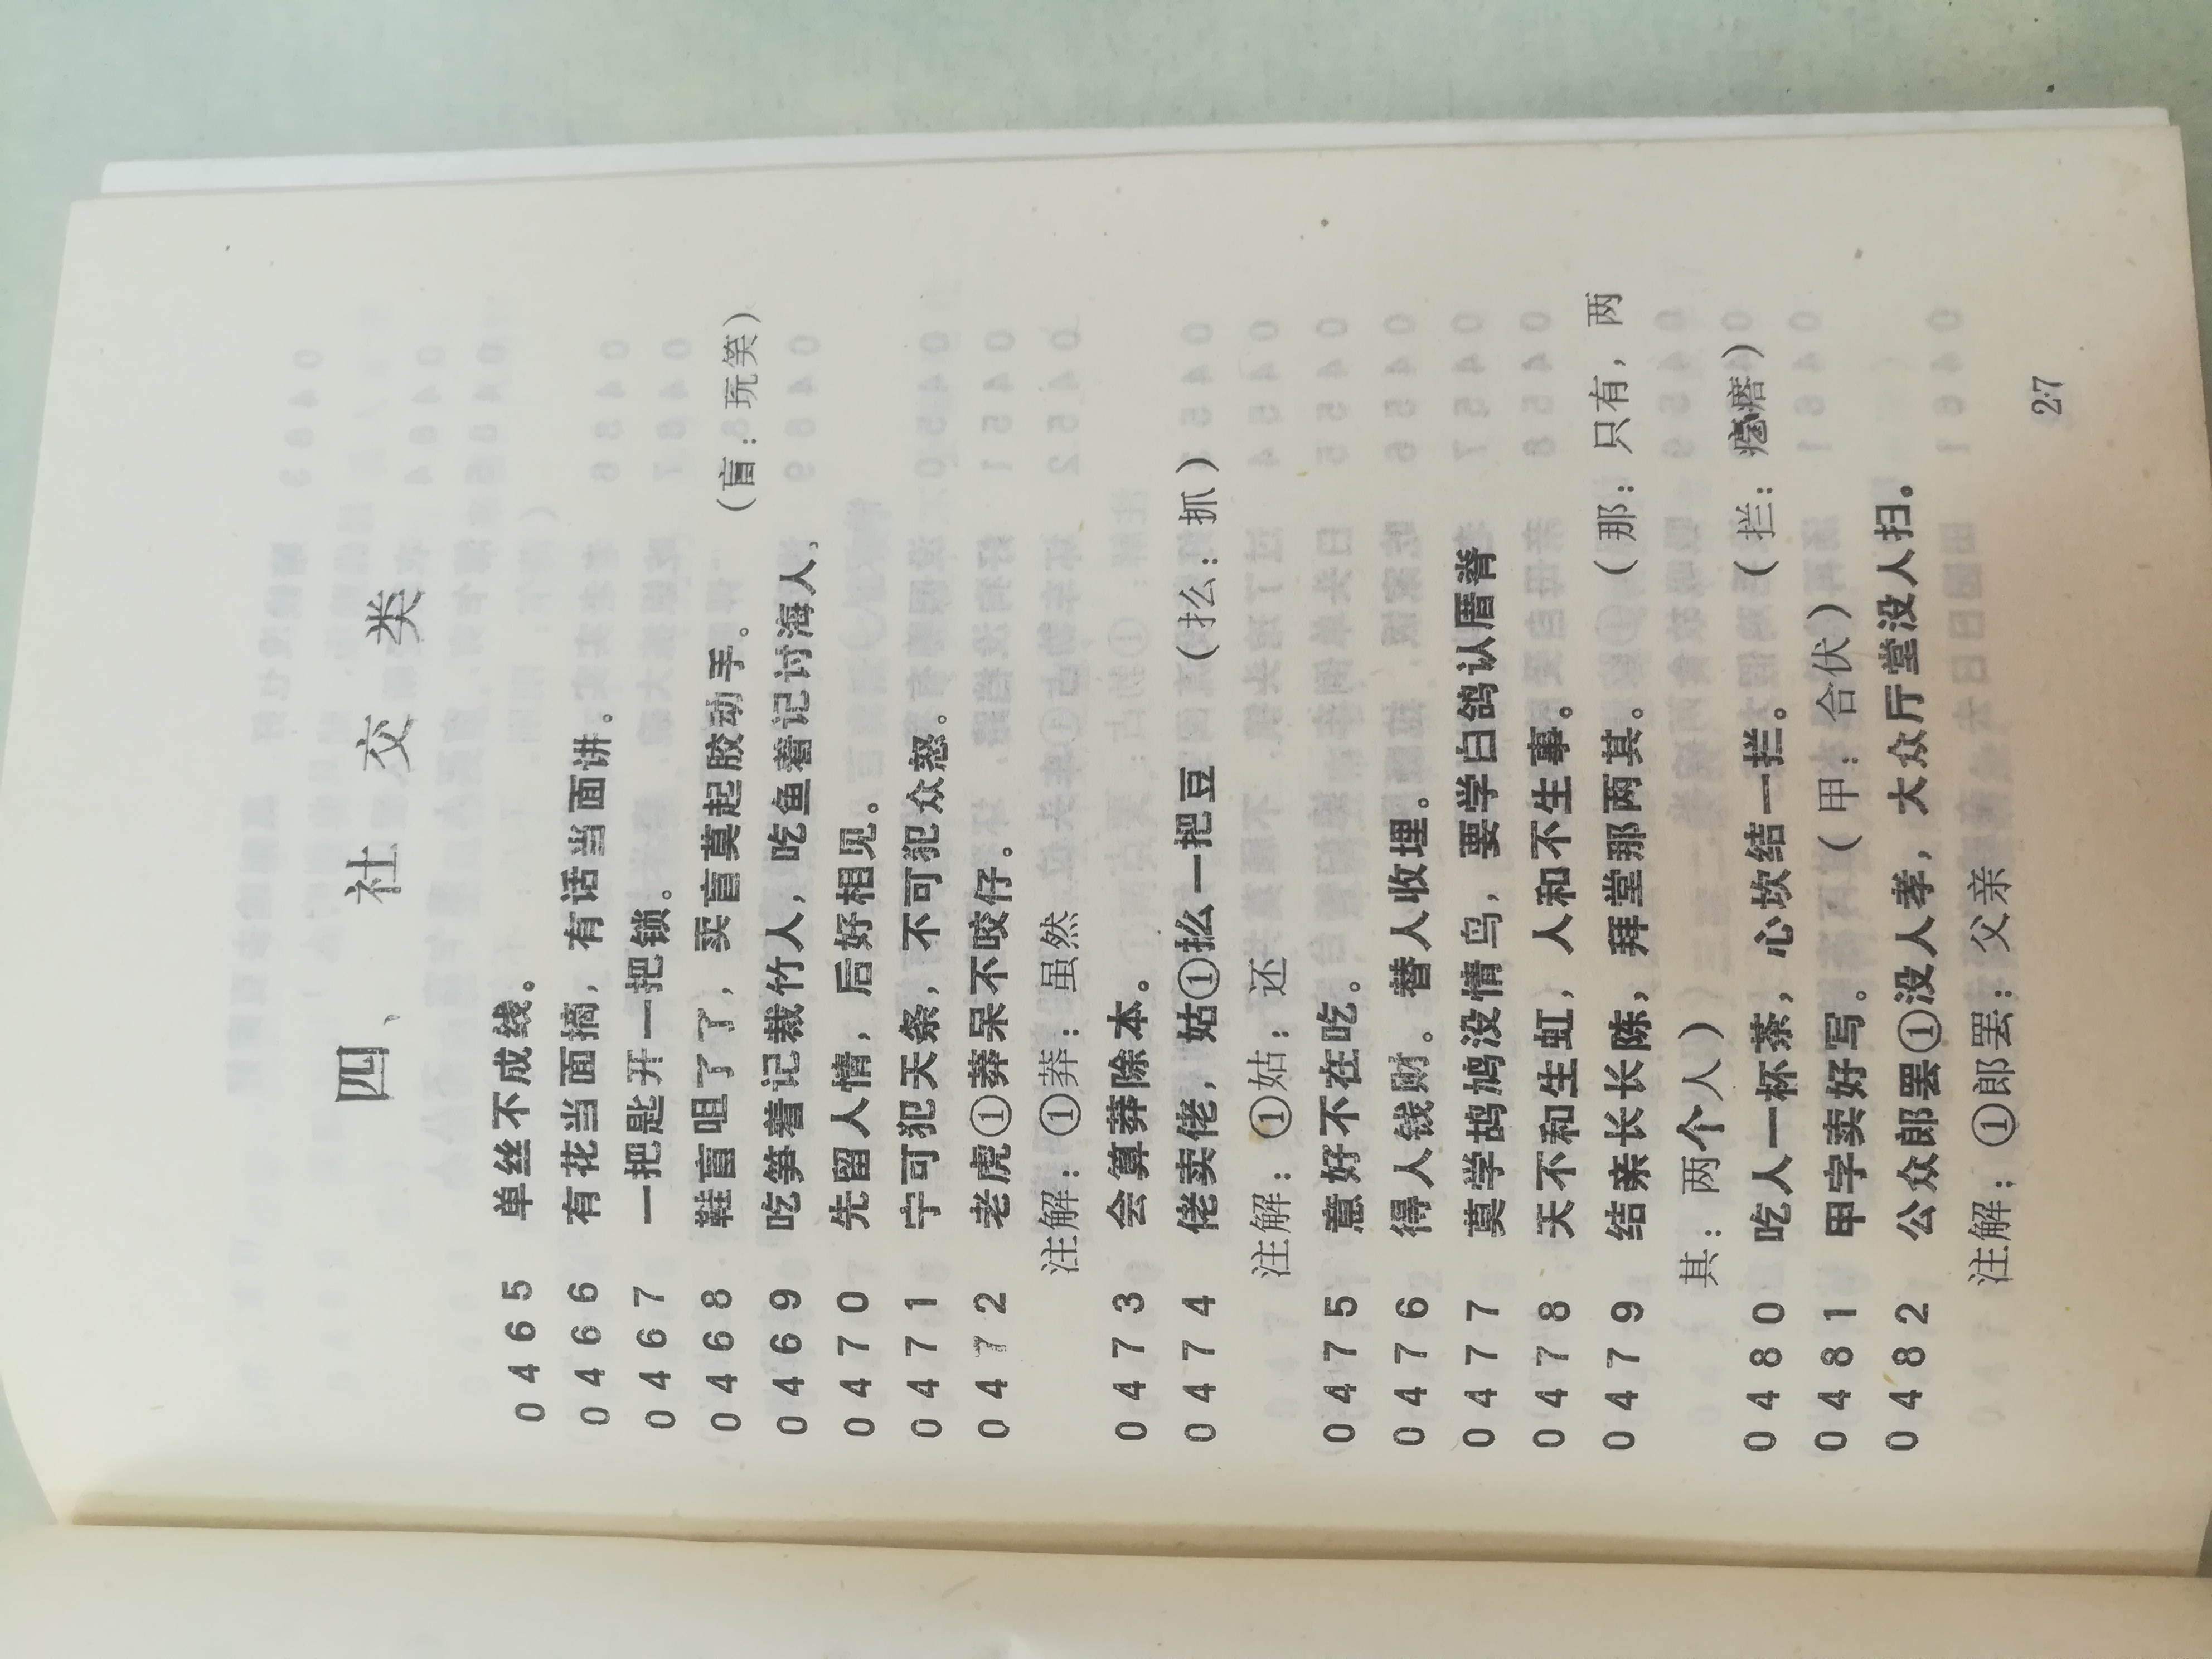 四、 社交类
0465 单丝不成线。
0466 有花当面摘，有话当面讲。
0467 一把匙开一把锁。
0468 鞋盲咀了了，买盲莫起胶动手。 （盲：玩笑）
0469 吃笋着记裁竹人，吃鱼着记讨海人，
0470 先留人情，后好相见。
0471 宁可犯天条，不可犯众怒。
0472 老虎①莽呆不咬仔。
注解：①莽：虽然
0473 会算莽除本。
0474 佬卖佬，姑①扨一把豆 （扨：抓）
注解：①姑：还
0475 意好不在吃。
0476 得人钱财。替人收埋。
0477 莫学鸪鸠没情鸟，要学白鸽认厝脊
0478 天不和生虹，人和不生事。
0479 结亲长长陈，拜堂那两其。 （那：只有，两
其：两个人）
0480 吃人一杯茶，心坎结一拦。 （拦：疙瘩）
0481 甲字卖好写。 （甲：合伏）
0482 公众郎罢①没人孝，大众厅堂没人扫。
注解：①郎罢：父亲
27